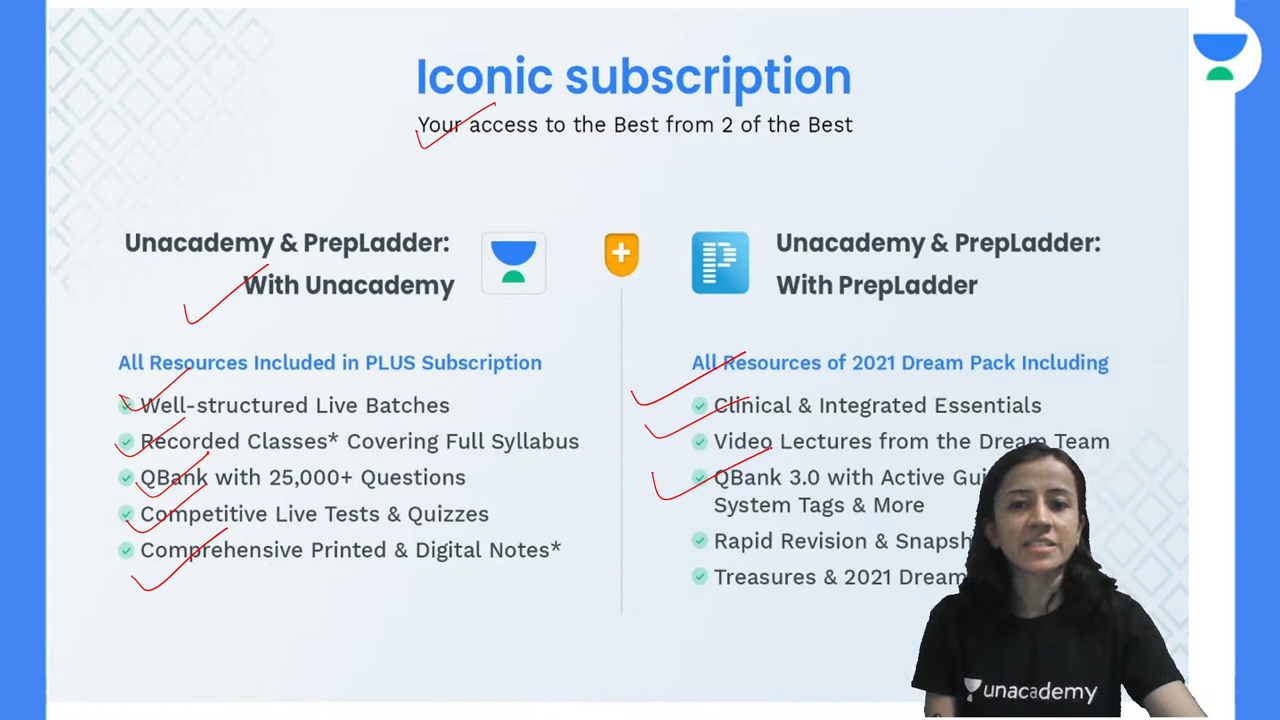 Iconic subscription
Your access to the Best from 2 of the Best
Unacademy & PrepLadder:
With Unacademy
All Resources Included in PLUS Subscription
Well-structured Live Batches
Recorded Classes* Covering Full Syllabus
QBank with 25,000+ Questions
Competitive Live Tests & Quizzes
Comprehensive Printed & Digital Notes*
Unacademy & PrepLadder:
With PrepLadder
All Resources of 2021 Dream Pack Including
Clinical & Integrated Essentials
Video Lectures from the Dream Team
QBank 3.0 with Active
System Tags & More
Rapid Revision &
Treasures & 2021 Dream
unacademy